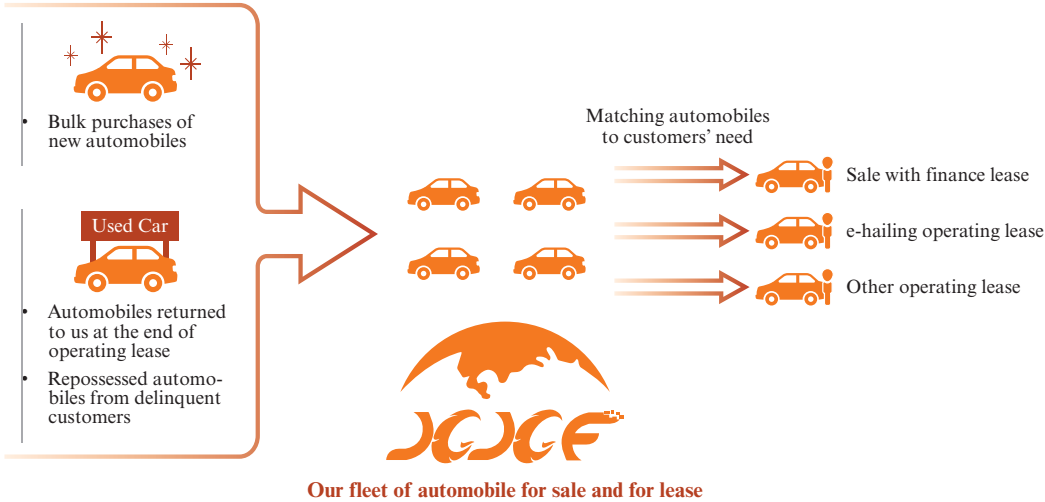 • Bulk purchases of
new automobiles
Used Car
• Automobiles returned
to us at the end of
operating lease
• Repossessed automo-
biles from delinquent
customers
Matching automobiles
to customers’ need
Sale with finance lease
e-hailing operating lease
Other operating lease
Our fleet of automobile for sale and for lease